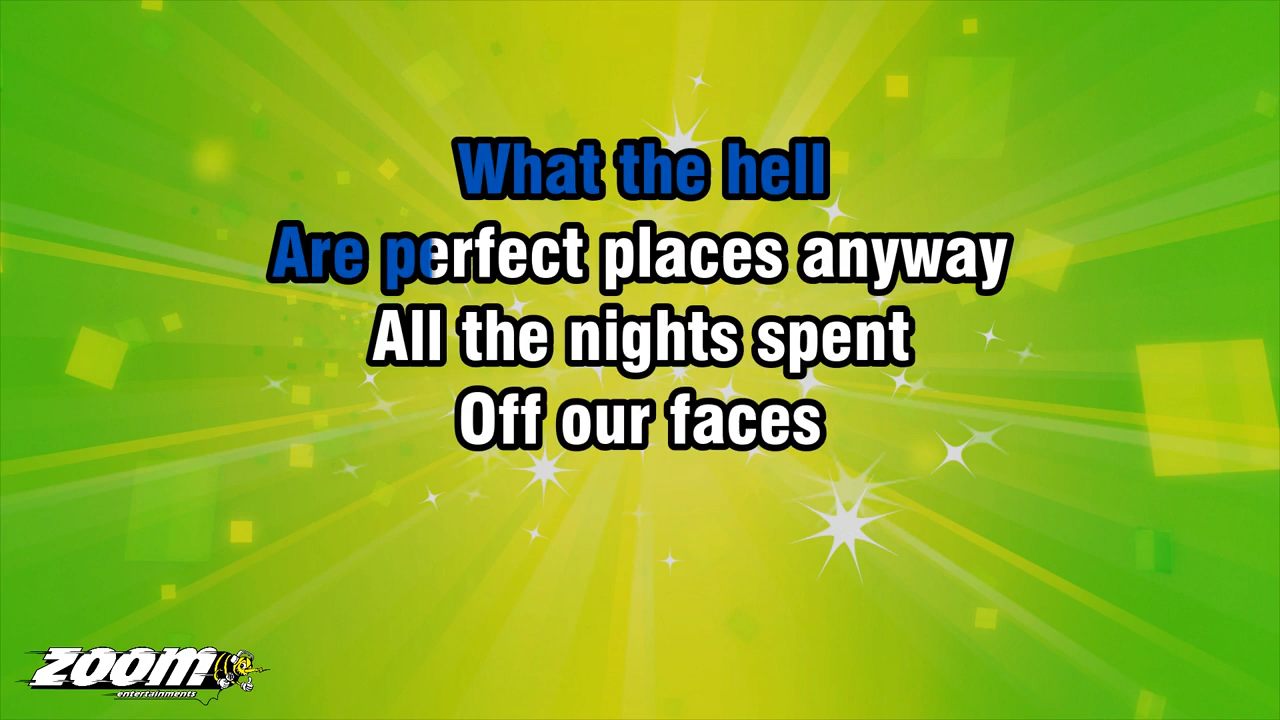 What the hell
Are perfect places anyway
All the nights spent
Off our faces
zoom
entertainments